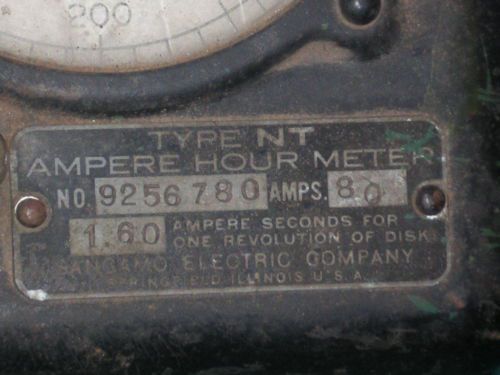 200
TYPE NT
AMPERE HOUR METER
NO. 9256780 AMPS. 80
1.60 AMPERE SECONDS FOR
ONE REVOLUTION OF DISK
SANGAMO ELECTRIC COMPANY
SPRINGFIELD, ILLINOIS U.S.A.